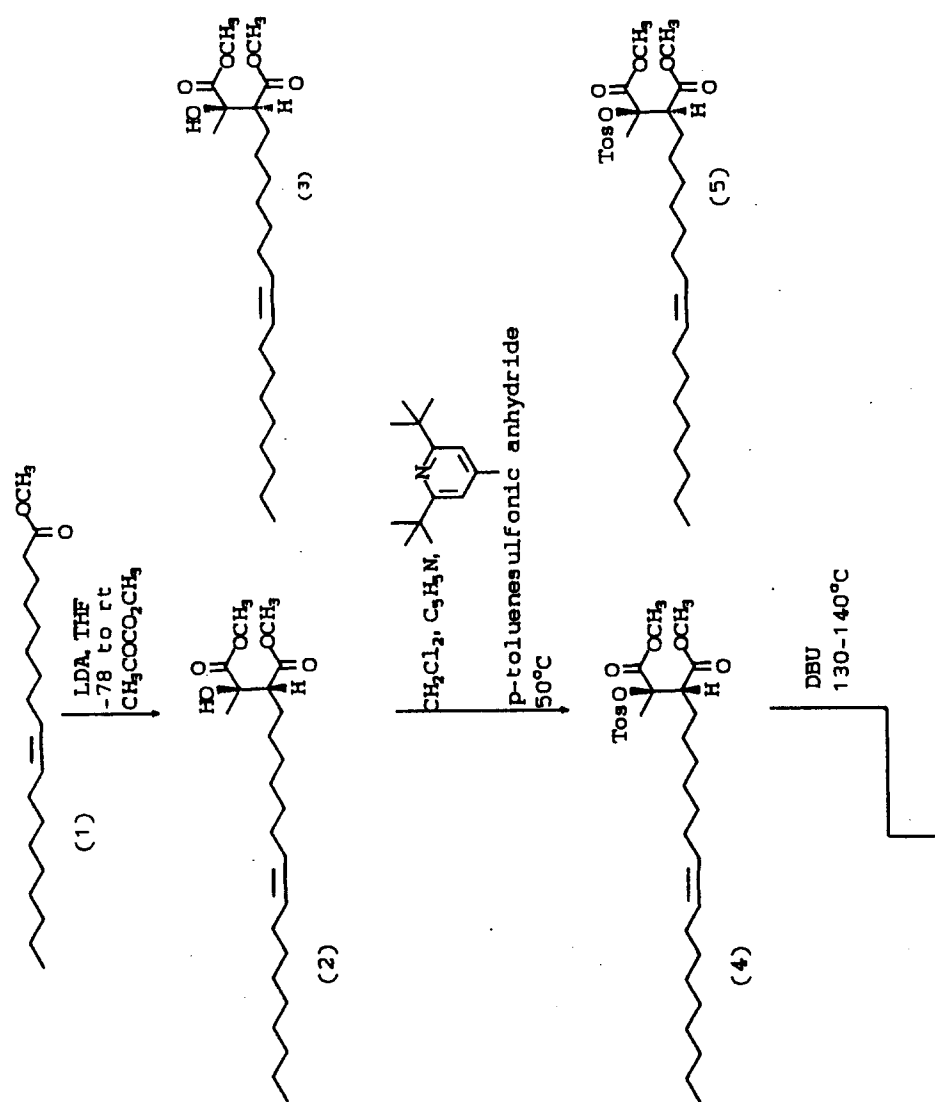 OCH₃
O
(1)
LDA, THF
-78 to rt
CH₃COCO₂CH₃
HO
O
OCH₃
OCH₃
O
H
(2)
HO
O
OCH₃
OCH₃
O
H
(3)
CH₂Cl₂, C₅H₅N,
N
p-toluenesulfonic anhydride
50°C
TosO
O
OCH₃
OCH₃
O
H
(4)
TosO
O
OCH₃
OCH₃
O
H
(5)
DBU
130-140°C